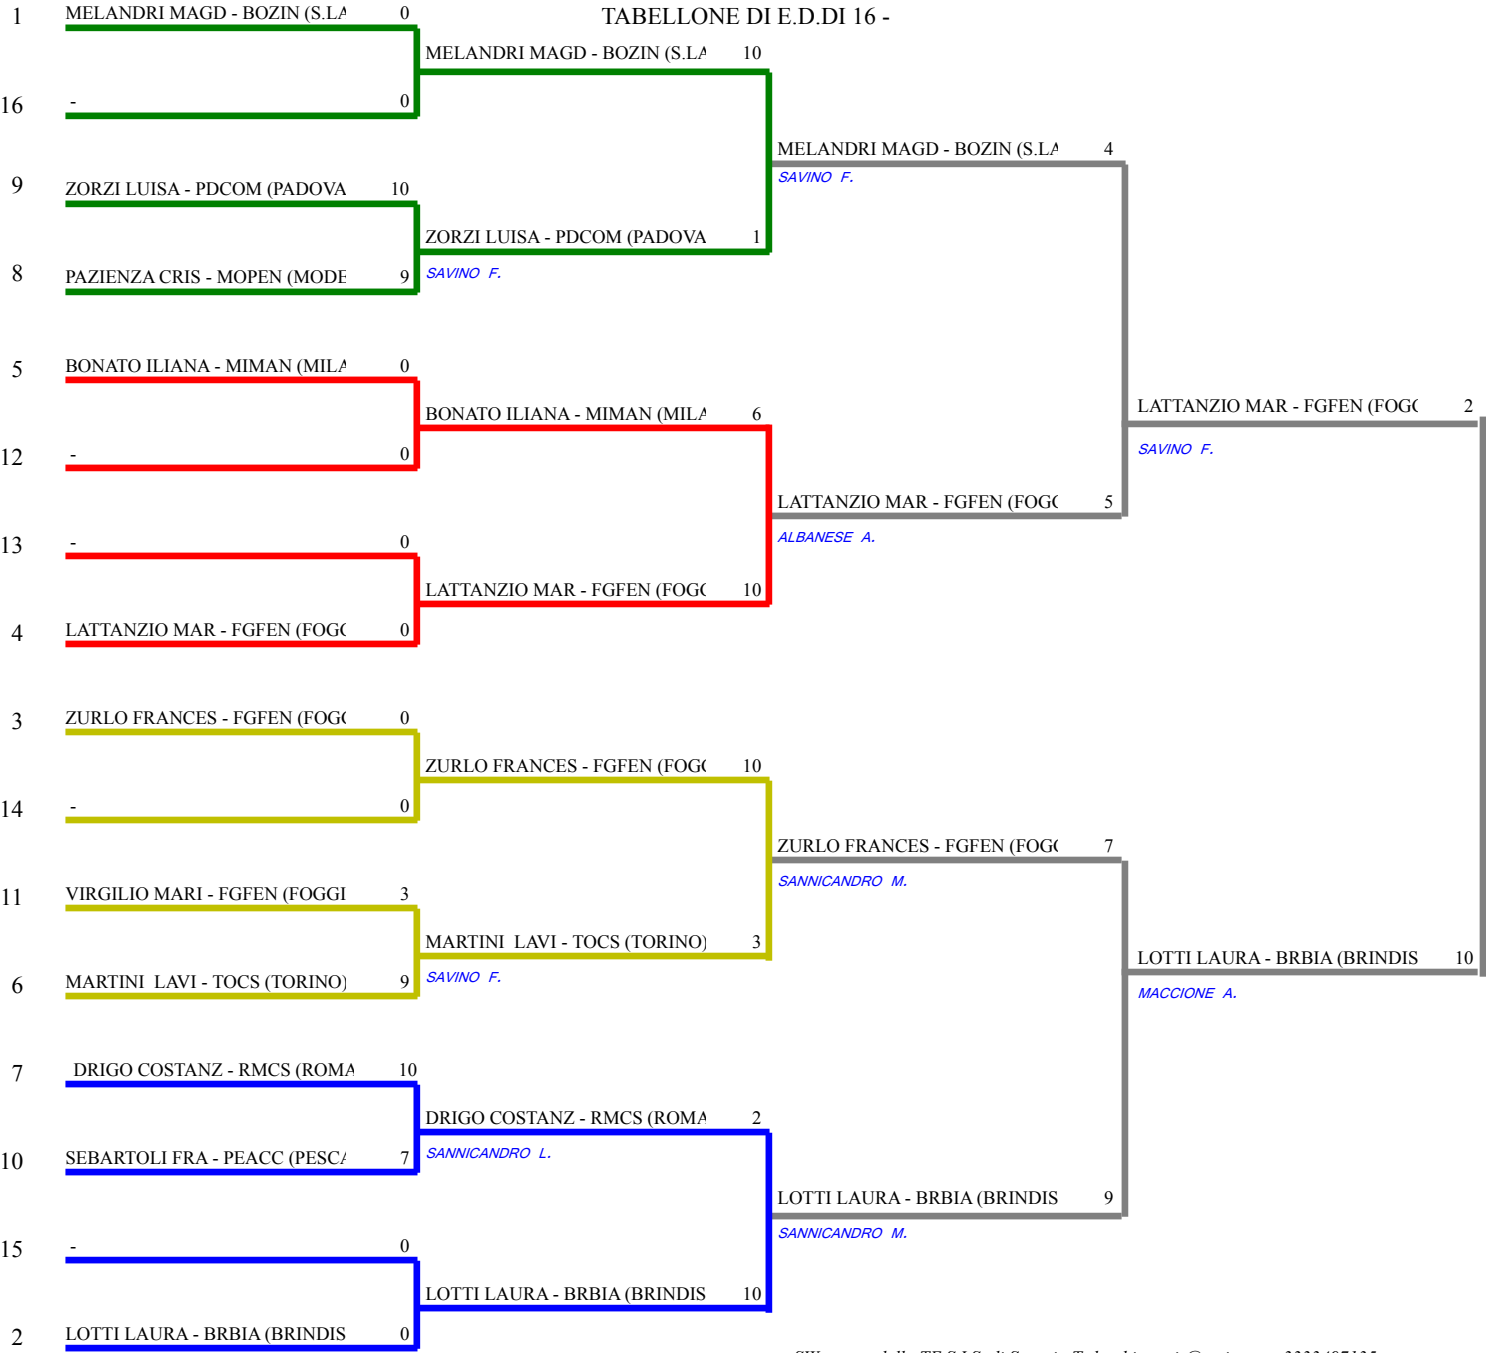 TABELLONE DI E.D.DI 16 -
1 MELANDRI MAGD - BOZIN (S.LA 0
MELANDRI MAGD - BOZIN (S.LA 10
16 - 0
MELANDRI MAGD - BOZIN (S.LA 4
SAVINO F.
9 ZORZI LUISA - PDCOM (PADOVA 10
ZORZI LUISA - PDCOM (PADOVA 1
SAVINO F.
8 PAZIENZA CRIS - MOPEN (MODE 9
5 BONATO ILIANA - MIMAN (MILA 0
BONATO ILIANA - MIMAN (MILA 6
LATTANZIO MAR - FGFEN (FOGG 2
SAVINO F.
12 - 0
LATTANZIO MAR - FGFEN (FOGG 5
ALBANESE A.
13 - 0
LATTANZIO MAR - FGFEN (FOGG 10
4 LATTANZIO MAR - FGFEN (FOGG 0
3 ZURLO FRANCES - FGFEN (FOGG 0
ZURLO FRANCES - FGFEN (FOGG 10
14 - 0
ZURLO FRANCES - FGFEN (FOGG 7
SANNICANDRO M.
11 VIRGILIO MARI - FGFEN (FOGGI 3
MARTINI LAVI - TOCS (TORINO) 3
SAVINO F.
LOTTI LAURA - BRBIA (BRINDIS 10
MACCIONE A.
6 MARTINI LAVI - TOCS (TORINO) 9
7 DRIGO COSTANZ - RMCS (ROMA 10
DRIGO COSTANZ - RMCS (ROMA 2
SANNICANDRO L.
10 SEBARTOLI FRA - PEACC (PESCA 7
LOTTI LAURA - BRBIA (BRINDIS 9
SANNICANDRO M.
15 - 0
LOTTI LAURA - BRBIA (BRINDIS 10
2 LOTTI LAURA - BRBIA (BRINDIS 0